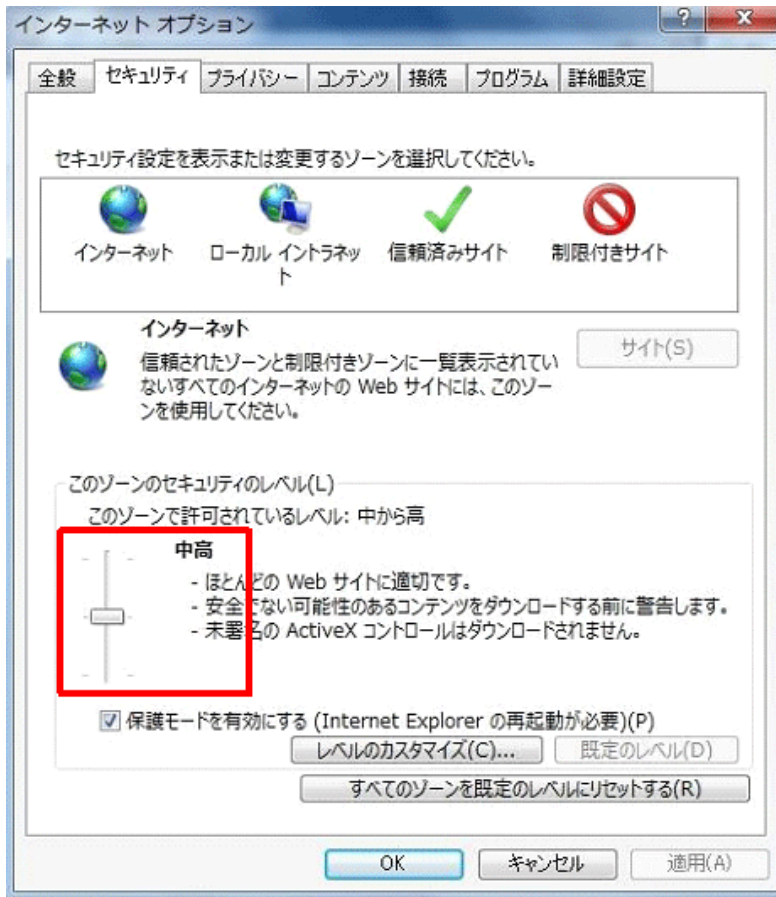 インターネット オプション
?
全般 セキュリティ プライバシー コンテンツ 接続 プログラム 詳細設定
セキュリティ設定を表示または変更するゾーンを選択してください。
インターネット ローカル イントラネッ 信頼済みサイト 制限付きサイト
ト
インターネット
サイト(S)
信頼されたゾーンと制限付きゾーンに一覧表示されてい
ないすべてのインターネットの Web サイトには、このゾー
ンを使用してください。
このゾーンのセキュリティのレベル(L)
このゾーンで許可されているレベル: 中から高
中高
- ほとんどの Web サイトに適切です。
- 安全でない可能性のあるコンテンツをダウンロードする前に警告します。
- 未署名の ActiveX コントロールはダウンロードされません。
保護モードを有効にする (Internet Explorer の再起動が必要)(P)
レベルのカスタマイズ(C)... 既定のレベル(D)
すべてのゾーンを既定のレベルにリセットする(R)
OK キャンセル 適用(A)